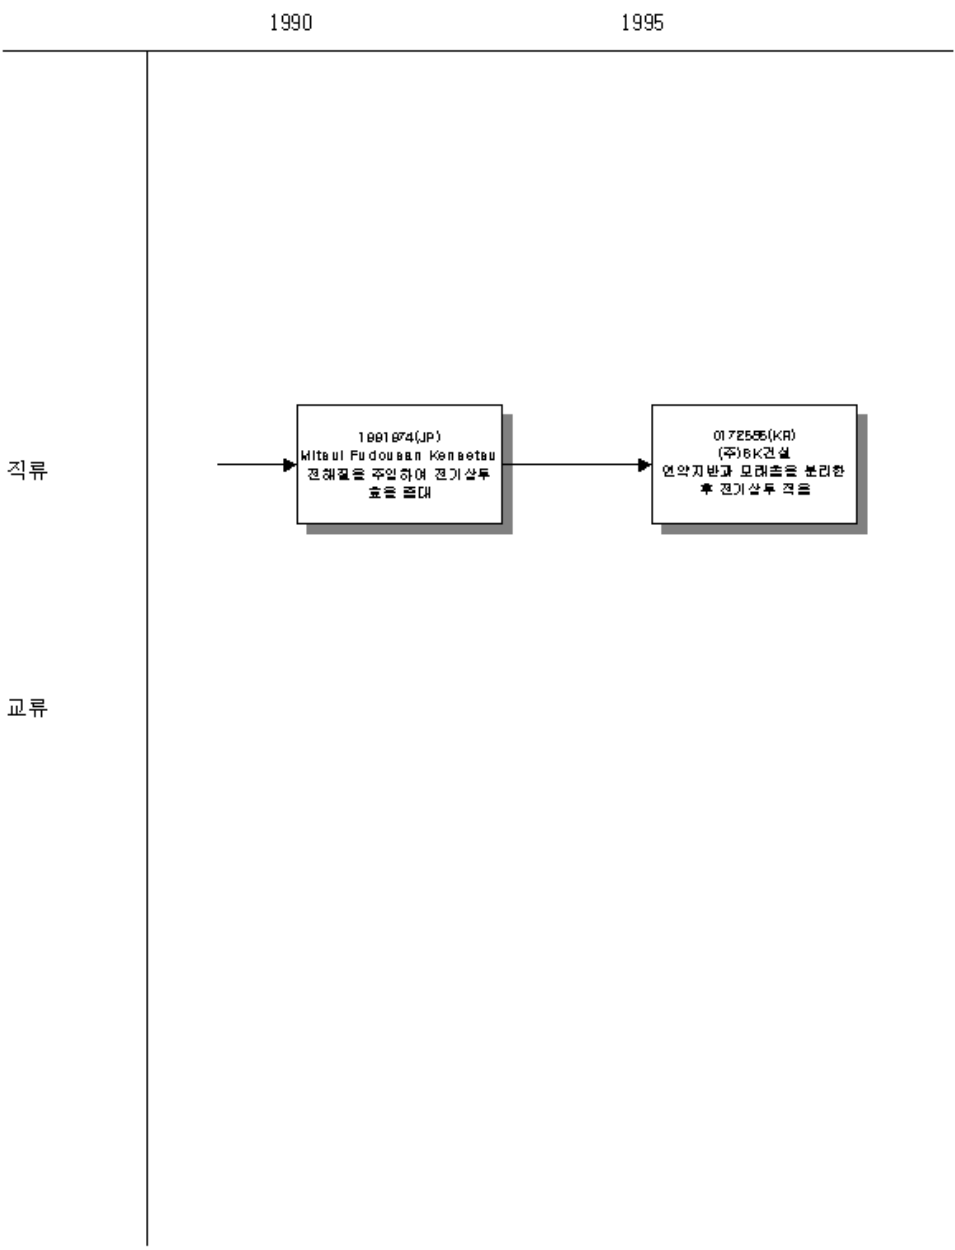 1990 1995
직류
1991974(JP)
Mitsui Fudousan Kensetsu
전해질을 주입하여 전기삼투
효율 증대
0172585(KR)
(주)SK건설
연약지반과 모래층을 분리한
후 전기삼투 적용
교류